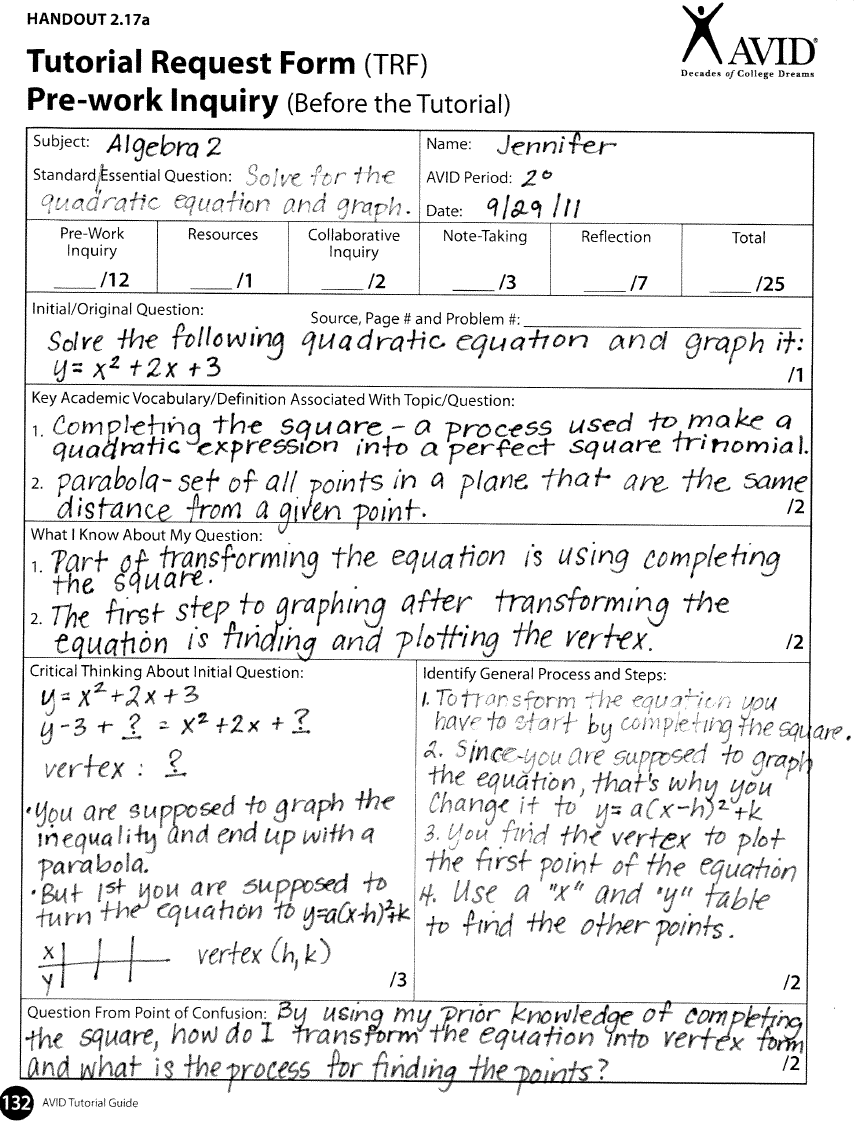 HANDOUT 2.17a
AVID®
Decades of College Dreams
Tutorial Request Form (TRF)
Pre-work Inquiry (Before the Tutorial)
Subject: Algebra 2
Name: Jennifer
Standard/Essential Question: Solve for the
quadratic equation and graph.
AVID Period: 2°
Date: 9/29/11
Pre-Work Inquiry
____ /12
Resources
____ /1
Collaborative Inquiry
____ /2
Note-Taking
____ /3
Reflection
____ /7
Total
____ /25
Initial/Original Question:
Source, Page # and Problem #:
Solve the following quadratic equation and graph it:
y = x² + 2x + 3
/1
Key Academic Vocabulary/Definition Associated With Topic/Question:
1. Completing the square – a process used to make a
quadratic expression into a perfect square trinomial.
2. parabola - set of all points in a plane that are the same
distance from a given point.
/2
What I Know About My Question:
1. Part of transforming the equation is using completing
the square.
2. The first step to graphing after transforming the
equation is finding and plotting the vertex.
/2
Critical Thinking About Initial Question:
y = x² + 2x + 3
y - 3 + ? = x² + 2x + ?
vertex : ?
• You are supposed to graph the
inequality and end up with a
parabola.
• But 1st you are supposed to
turn the equation to y=a(x-h)²+k
x
y
vertex (h, k)
/3
Identify General Process and Steps:
1. To transform the equation you
have to start by completing the square.
2. Since you are supposed to graph
the equation, that's why you
change it to y = a(x-h)²+k
3. You find the vertex to plot
the first point of the equation
4. Use a "x" and "y" table
to find the other points.
/2
Question From Point of Confusion: By using my prior knowledge of completing
the square, how do I transform the equation into vertex form
and what is the process for finding the points?
/2
132 AVID Tutorial Guide